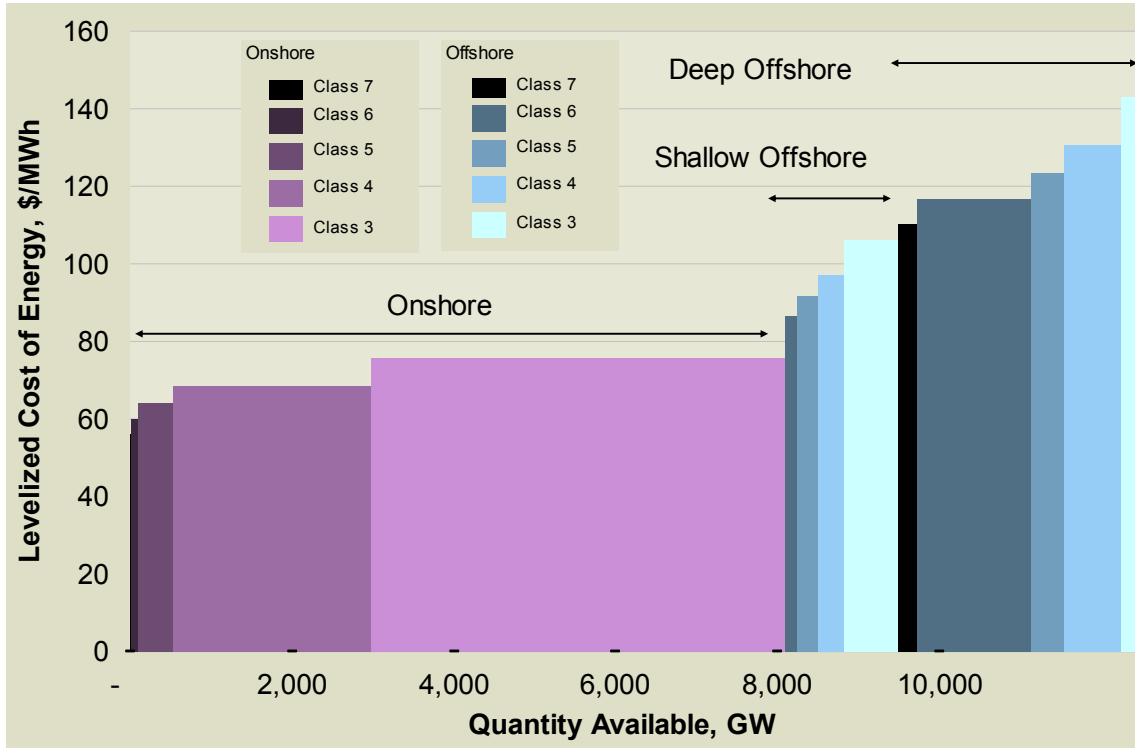 160
140
120
100
80
60
40
20
0
Levelized Cost of Energy, $/MWh
Onshore
Class 7
Class 6
Class 5
Class 4
Class 3
Offshore
Class 7
Class 6
Class 5
Class 4
Class 3
Deep Offshore
Shallow Offshore
Onshore
-
2,000
4,000
6,000
8,000
10,000
Quantity Available, GW